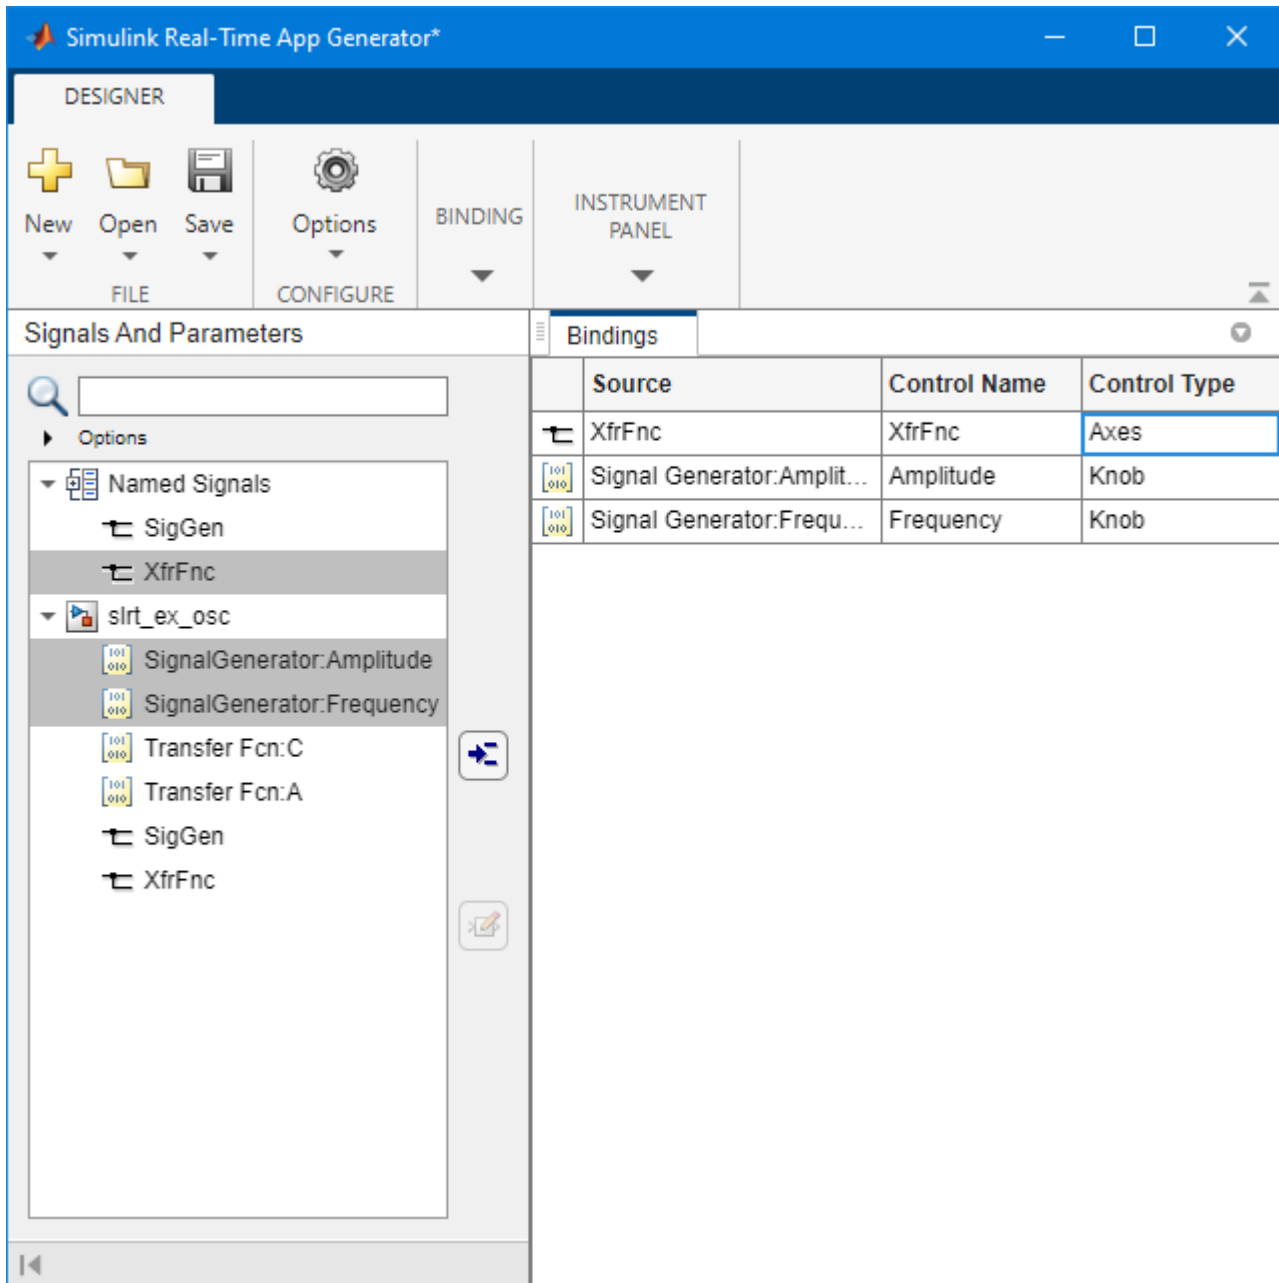 Simulink Real-Time App Generator*
DESIGNER
New Open Save
FILE
Options
CONFIGURE
BINDING
INSTRUMENT
PANEL
Signals And Parameters
Options
Named Signals
SigGen
XfrFnc
slrt_ex_osc
SignalGenerator:Amplitude
SignalGenerator:Frequency
Transfer Fcn:C
Transfer Fcn:A
SigGen
XfrFnc
Bindings
Source Control Name Control Type
XfrFnc XfrFnc Axes
Signal Generator:Amplit... Amplitude Knob
Signal Generator:Frequ... Frequency Knob